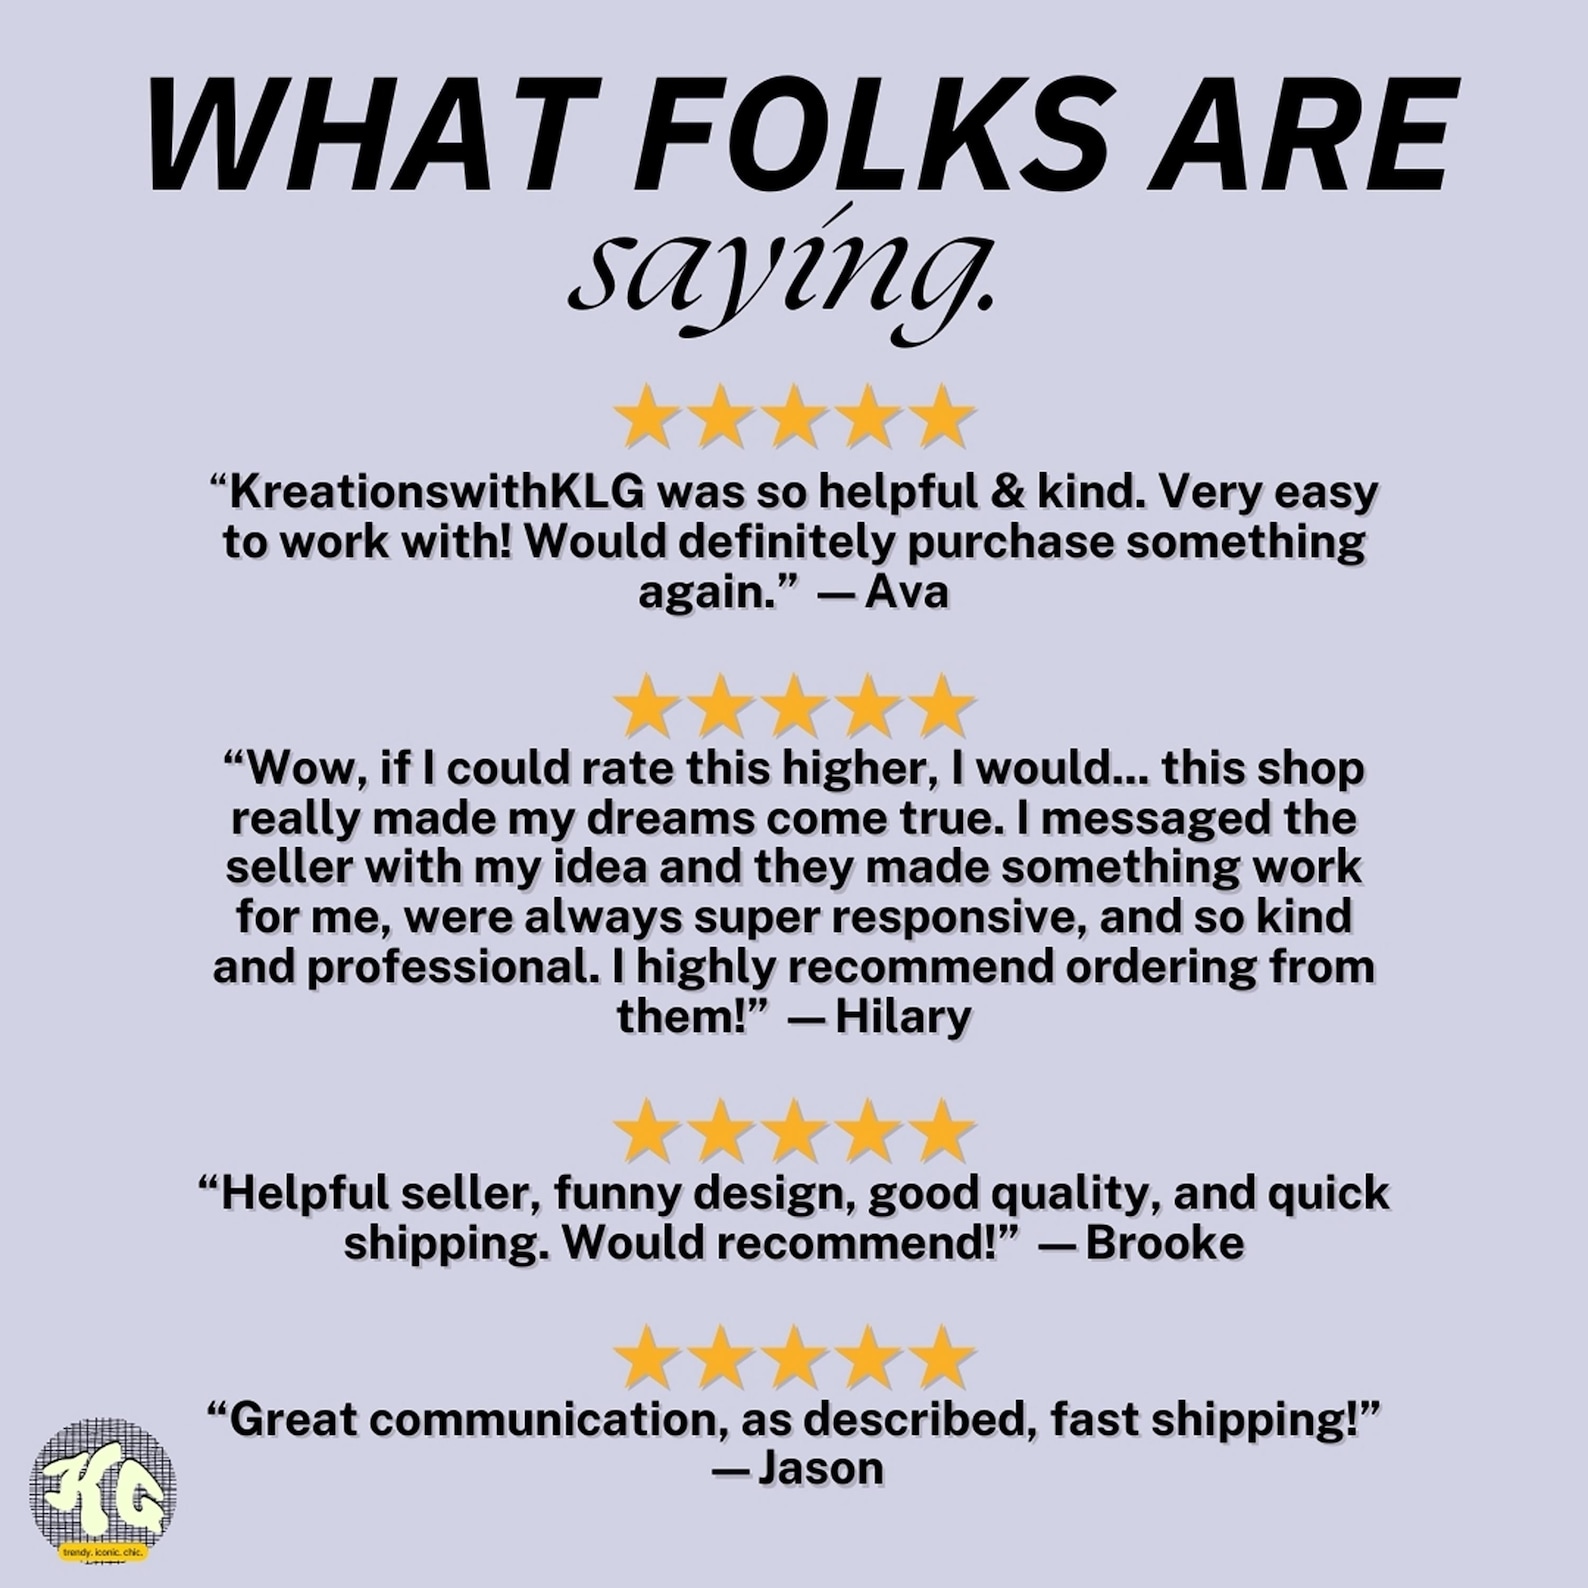 WHAT FOLKS ARE
saying.
“KreationswithKLG was so helpful & kind. Very easy
to work with! Would definitely purchase something
again.” —Ava
“Wow, if I could rate this higher, I would... this shop
really made my dreams come true. I messaged the
seller with my idea and they made something work
for me, were always super responsive, and so kind
and professional. I highly recommend ordering from
them!” —Hilary
“Helpful seller, funny design, good quality, and quick
shipping. Would recommend!” —Brooke
“Great communication, as described, fast shipping!”
—Jason
KG
trendy. iconic. chic.